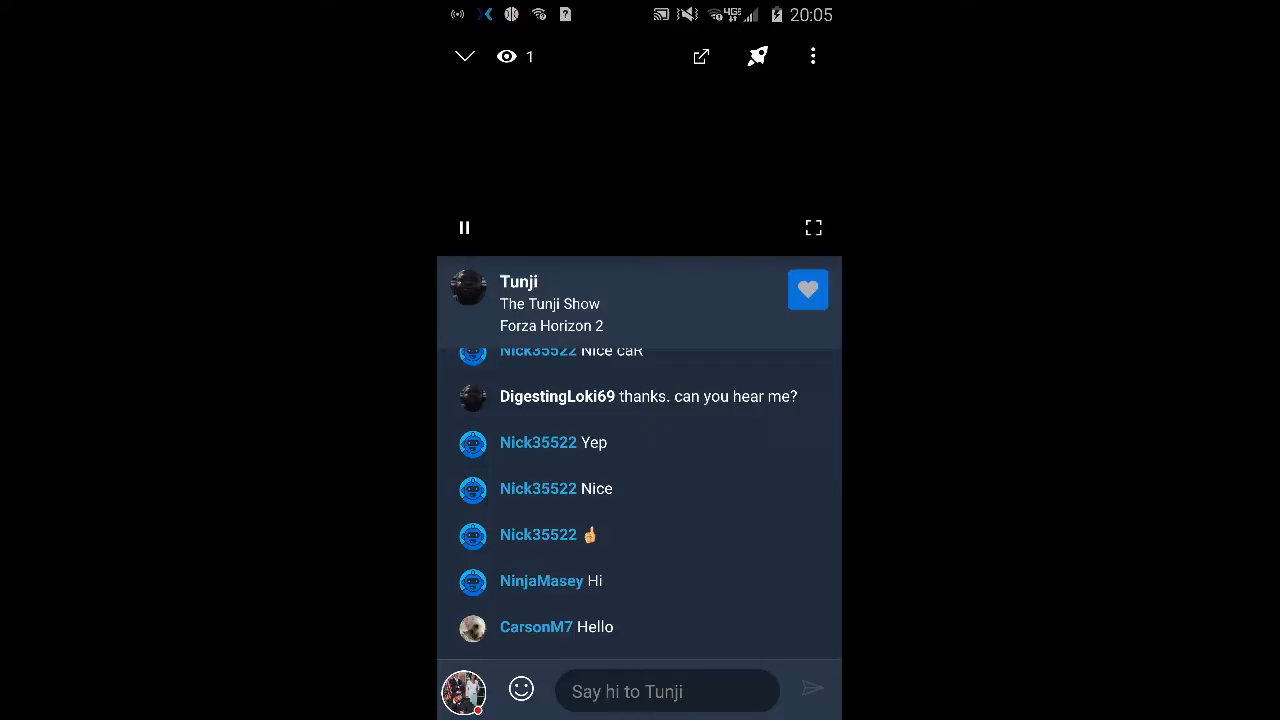 4GS 20:05
1
Tunji
The Tunji Show
Forza Horizon 2
Nick35522 Nice caR
DigestingLoki69 thanks. can you hear me?
Nick35522 Yep
Nick35522 Nice
Nick35522 ☝
NinjaMasey Hi
CarsonM7 Hello
Say hi to Tunji